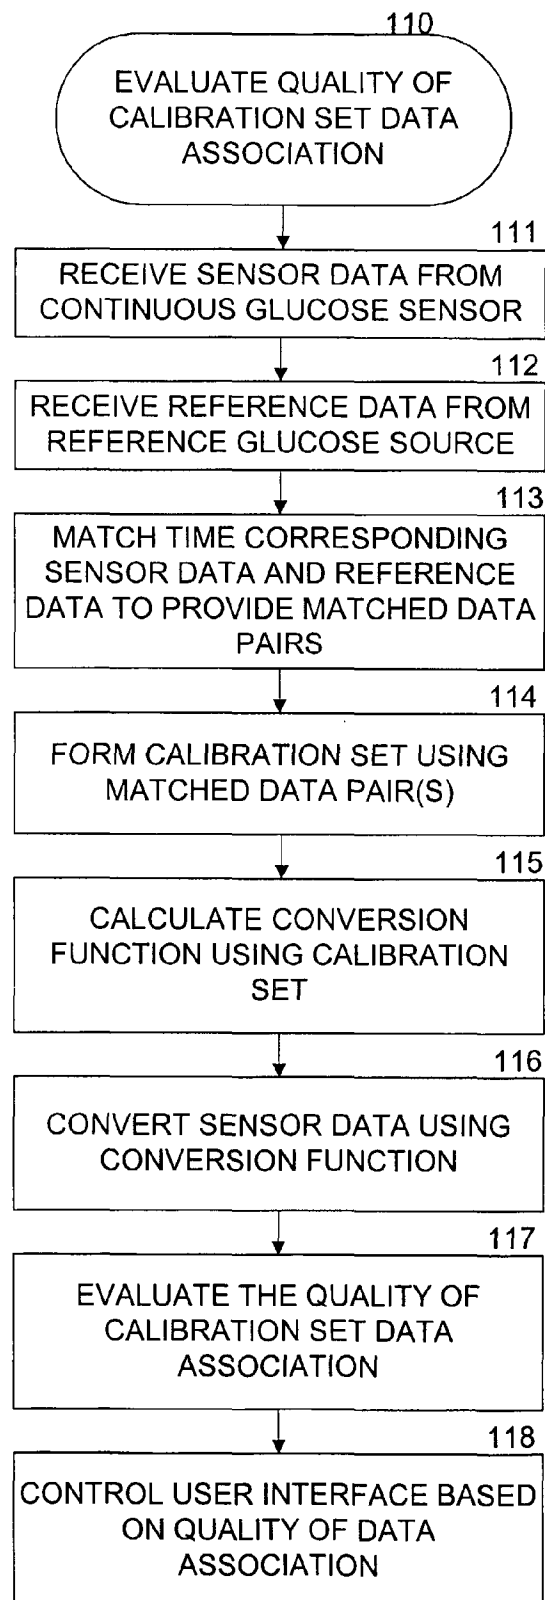 110
EVALUATE QUALITY OF
CALIBRATION SET DATA
ASSOCIATION
111
RECEIVE SENSOR DATA FROM
CONTINUOUS GLUCOSE SENSOR
112
RECEIVE REFERENCE DATA FROM
REFERENCE GLUCOSE SOURCE
113
MATCH TIME CORRESPONDING
SENSOR DATA AND REFERENCE
DATA TO PROVIDE MATCHED DATA
PAIRS
114
FORM CALIBRATION SET USING
MATCHED DATA PAIR(S)
115
CALCULATE CONVERSION
FUNCTION USING CALIBRATION
SET
116
CONVERT SENSOR DATA USING
CONVERSION FUNCTION
117
EVALUATE THE QUALITY OF
CALIBRATION SET DATA
ASSOCIATION
118
CONTROL USER INTERFACE BASED
ON QUALITY OF DATA
ASSOCIATION